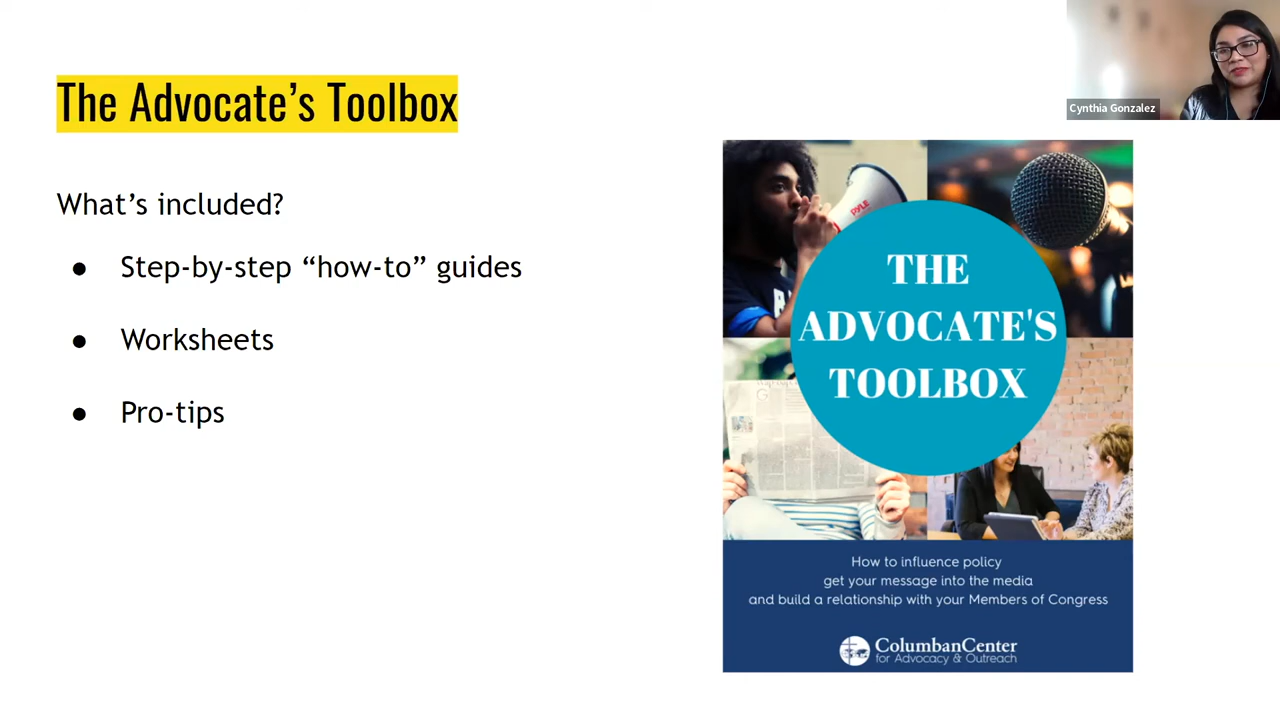 The Advocate’s Toolbox
Cynthia Gonzalez
What’s included?
● Step-by-step “how-to” guides
● Worksheets
● Pro-tips
PYLE
THE
ADVOCATE'S
TOOLBOX
How to influence policy
get your message into the media
and build a relationship with your Members of Congress
ColumbanCenter
for Advocacy & Outreach